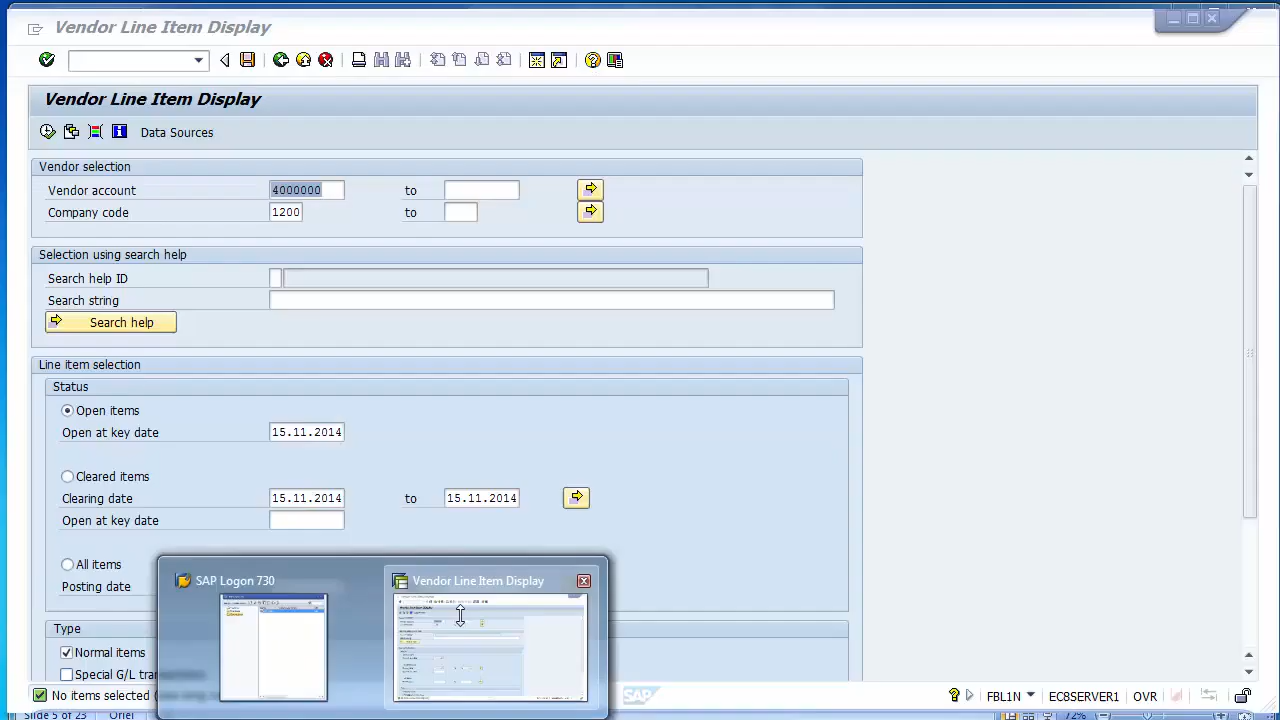 Vendor Line Item Display
Vendor Line Item Display
Data Sources
Vendor selection
Vendor account 4000000 to
Company code 1200 to
Selection using search help
Search help ID
Search string
Search help
Line item selection
Status
Open items
Open at key date 15.11.2014
Cleared items
Clearing date 15.11.2014 to 15.11.2014
Open at key date
All items
Posting date
SAP Logon 730
Vendor Line Item Display
Type
Normal items
Special G/L tra
No items selected (
SAP
FBL1N EC8SERVER1 OVR
Slide 5 of 23 "Oriel" 72%